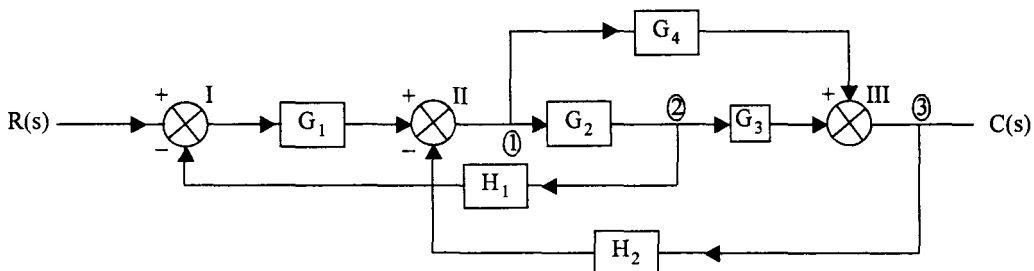 G₄
+ I + II + III
R(s) G₁ ① G₂ ② G₃ ③ C(s)
− −
H₁
H₂